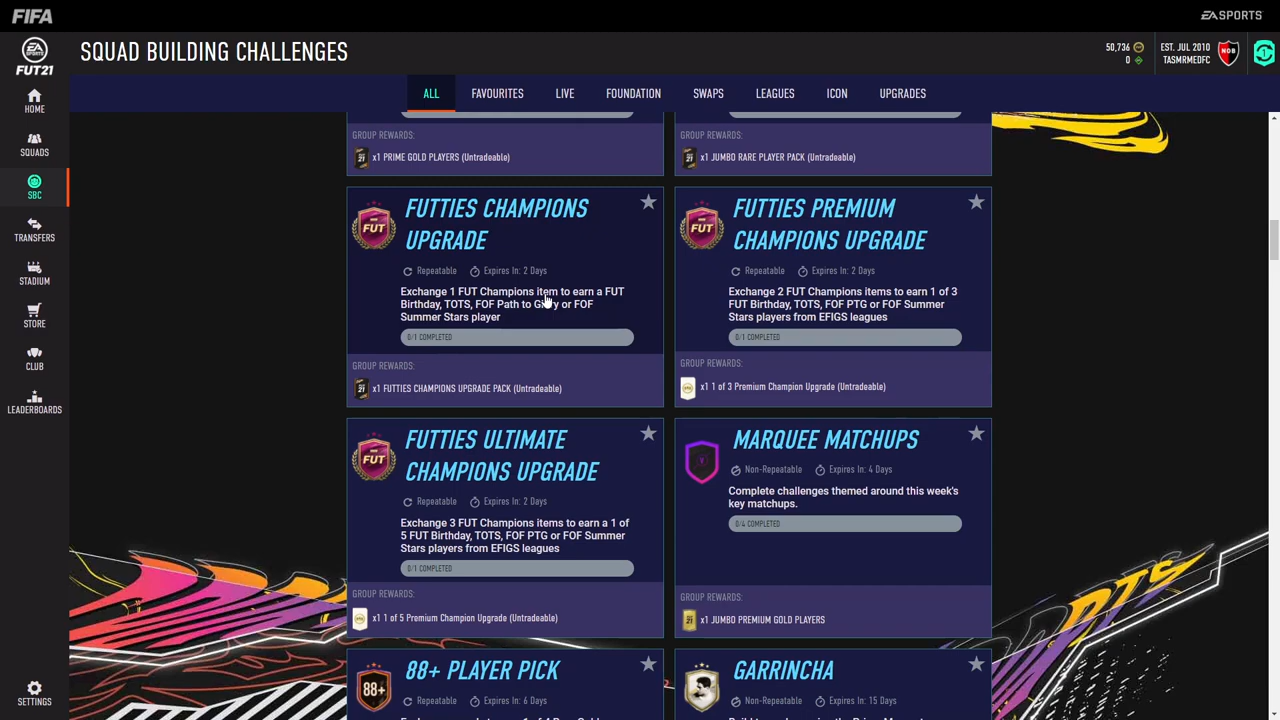 FIFA
EA SPORTS
EA SPORTS
FUT21
SQUAD BUILDING CHALLENGES
50,736
0
EST. JUL 2010
TASMRMEDFC
NOB
HOME
SQUADS
SBC
TRANSFERS
STADIUM
STORE
CLUB
LEADERBOARDS
SETTINGS
ALL
FAVOURITES
LIVE
FOUNDATION
SWAPS
LEAGUES
ICON
UPGRADES
GROUP REWARDS:
x1 PRIME GOLD PLAYERS (Untradeable)
x1 JUMBO RARE PLAYER PACK (Untradeable)
FUT
FUTTIES CHAMPIONS
UPGRADE
Repeatable
Expires In: 2 Days
Exchange 1 FUT Champions item to earn a FUT
Birthday, TOTS, FOF Path to Glory or FOF
Summer Stars player
0/1 COMPLETED
GROUP REWARDS:
x1 FUTTIES CHAMPIONS UPGRADE PACK (Untradeable)
FUT
FUTTIES PREMIUM
CHAMPIONS UPGRADE
Repeatable
Expires In: 2 Days
Exchange 2 FUT Champions items to earn 1 of 3
FUT Birthday, TOTS, FOF PTG or FOF Summer
Stars players from EFIGS leagues
0/1 COMPLETED
GROUP REWARDS:
x1 1 of 3 Premium Champion Upgrade (Untradeable)
FUT
FUTTIES ULTIMATE
CHAMPIONS UPGRADE
Repeatable
Expires In: 2 Days
Exchange 3 FUT Champions items to earn a 1 of
5 FUT Birthday, TOTS, FOF PTG or FOF Summer
Stars players from EFIGS leagues
0/1 COMPLETED
GROUP REWARDS:
x1 1 of 5 Premium Champion Upgrade (Untradeable)
MARQUEE MATCHUPS
Non-Repeatable
Expires In: 4 Days
Complete challenges themed around this week's
key matchups.
0/4 COMPLETED
GROUP REWARDS:
x1 JUMBO PREMIUM GOLD PLAYERS
88+
88+ PLAYER PICK
Repeatable
Expires In: 6 Days
GARRINCHA
Non-Repeatable
Expires In: 15 Days